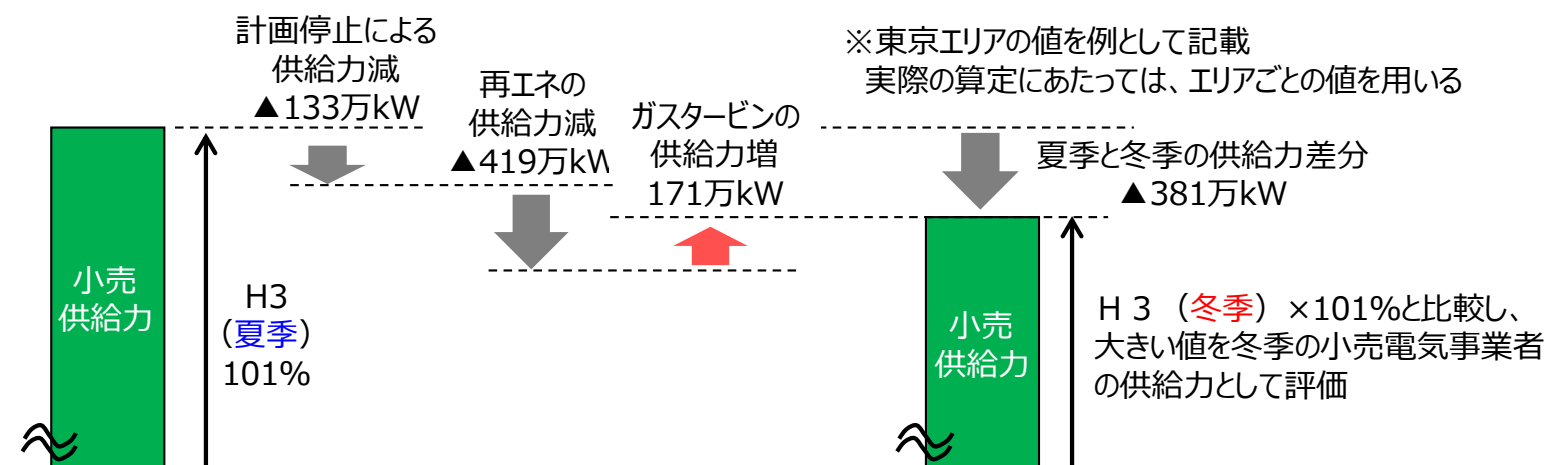 計画停止による
供給力減
▲133万kW
再エネの
供給力減
▲419万kW
ガスタービンの
供給力増
171万kW
※東京エリアの値を例として記載
実際の算定にあたっては、エリアごとの値を用いる
夏季と冬季の供給力差分
▲381万kW
小売
供給力
H3
（夏季）
101%
小売
供給力
H３（冬季）×101%と比較し、
大きい値を冬季の小売電気事業者
の供給力として評価